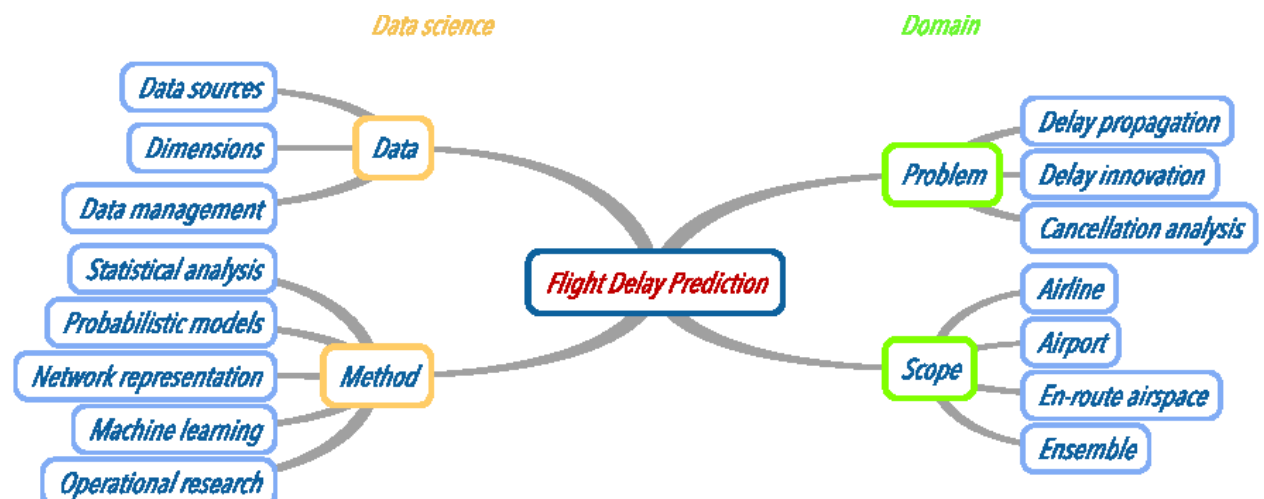 Data science
Domain
Data sources
Dimensions
Data management
Data
Statistical analysis
Probabilistic models
Network representation
Machine learning
Operational research
Method
Flight Delay Prediction
Problem
Delay propagation
Delay innovation
Cancellation analysis
Scope
Airline
Airport
En-route airspace
Ensemble